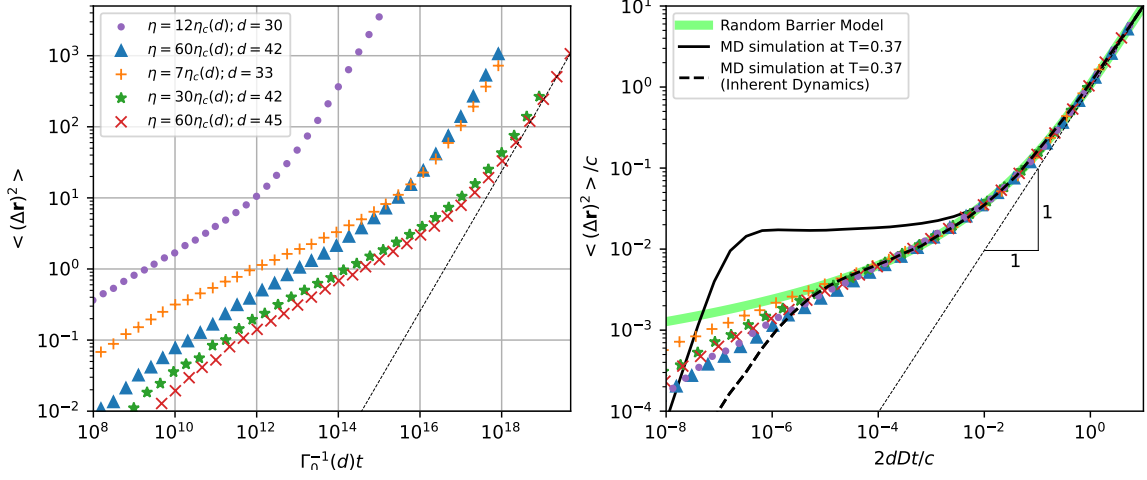 η = 12η_c(d); d = 30
η = 60η_c(d); d = 42
η = 7η_c(d); d = 33
η = 30η_c(d); d = 42
η = 60η_c(d); d = 45
10^3
10^2
10^1
10^0
10^−1
10^−2
< (Δr)^2 >
10^8
10^10
10^12
10^14
10^16
10^18
Γ_0^−1(d)t
Random Barrier Model
MD simulation at T=0.37
MD simulation at T=0.37
(Inherent Dynamics)
10^1
10^0
10^−1
10^−2
10^−3
10^−4
< (Δr)^2 > /c
1
1
10^−8
10^−6
10^−4
10^−2
10^0
2dDt/c